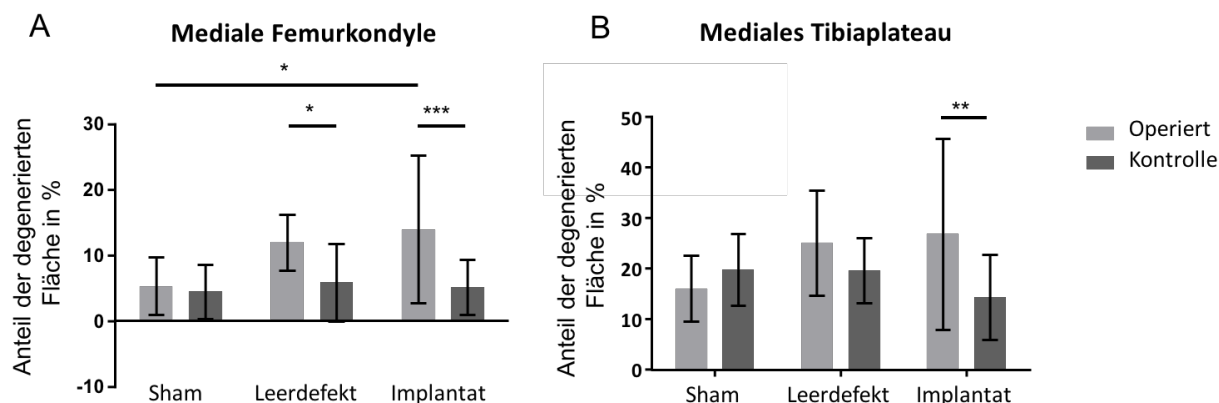 A
Mediale Femurkondyle
*
*
***
Anteil der degenerierten
Fläche in %
30
20
10
0
-10
Sham Leerdefekt Implantat
B
Mediales Tibiaplateau
**
Anteil der degenerierten
Fläche in %
50
40
30
20
10
0
Sham Leerdefekt Implantat
Operiert
Kontrolle